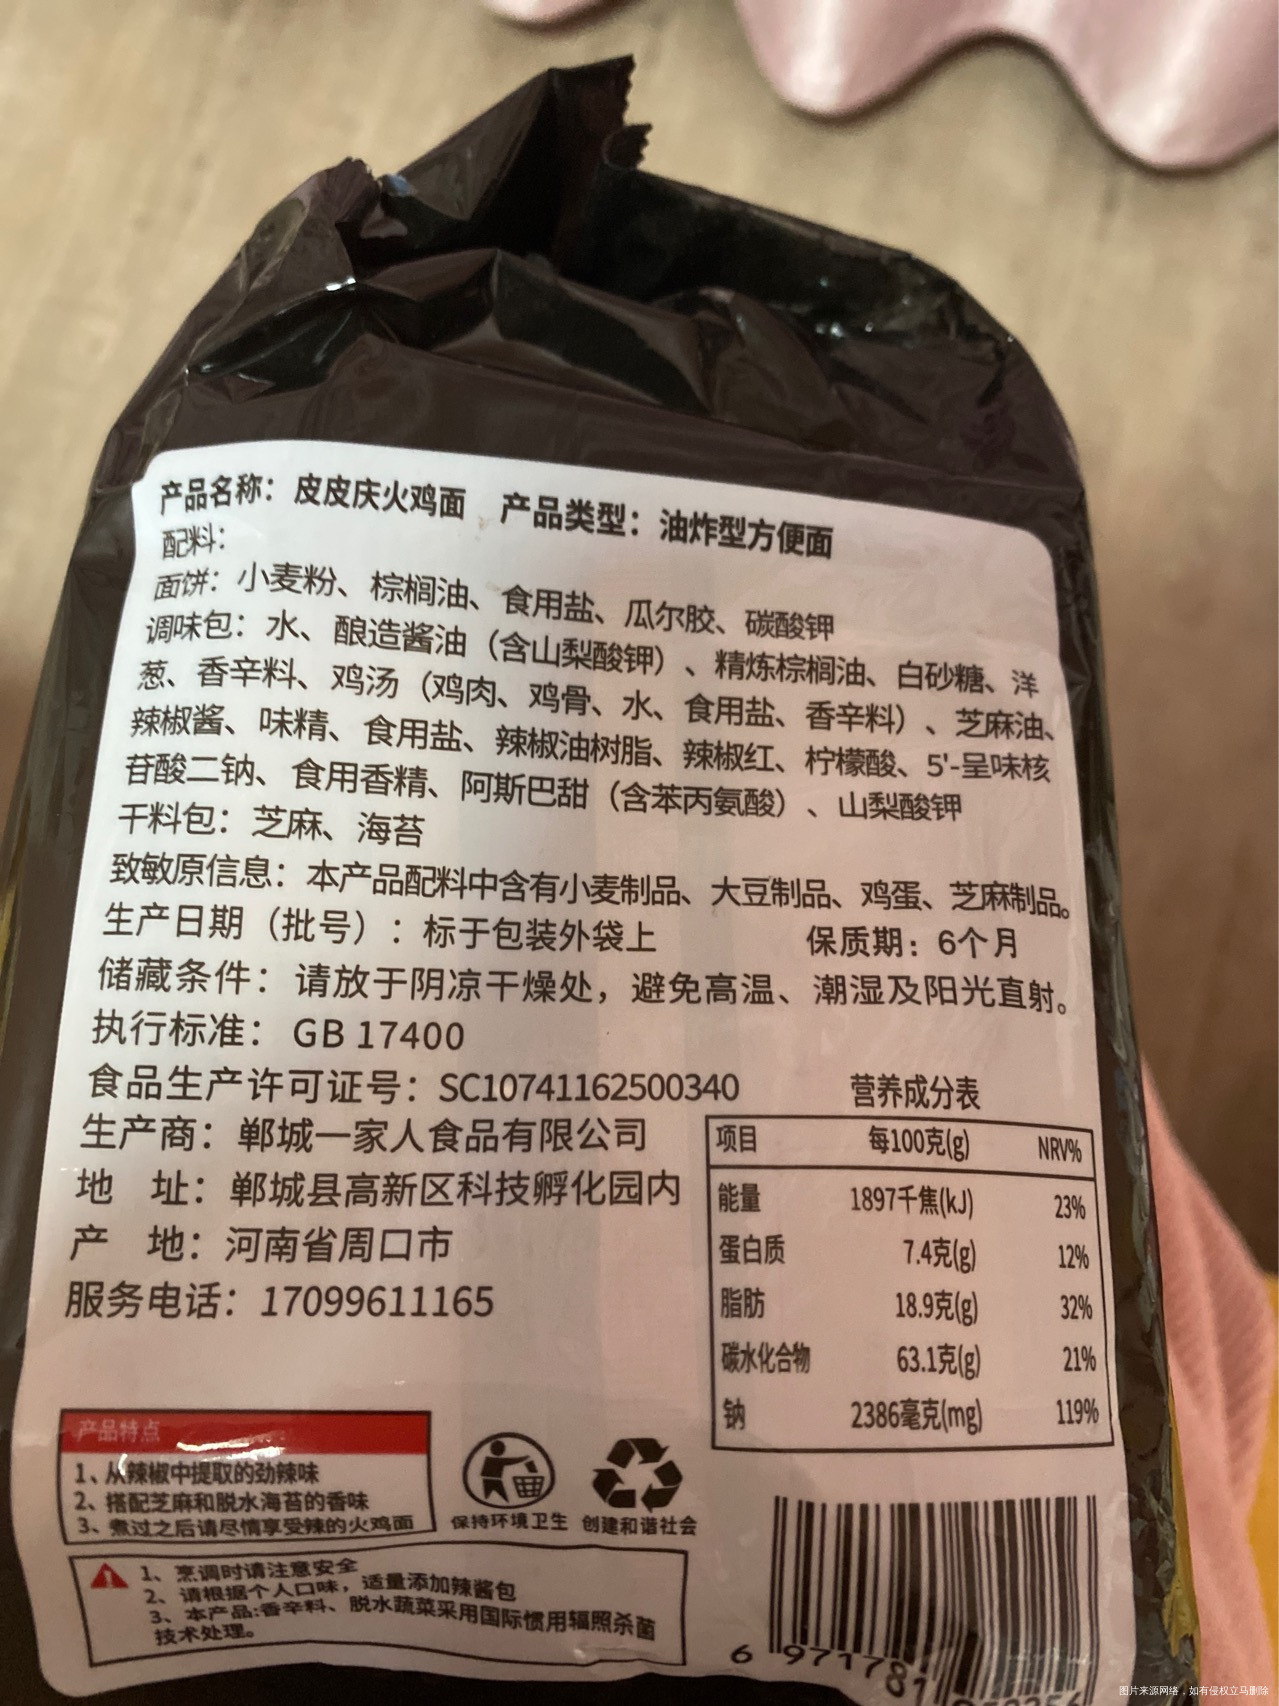 产品名称：皮皮庆火鸡面 产品类型：油炸型方便面
配料：
面饼：小麦粉、棕榈油、食用盐、瓜尔胶、碳酸钾
调味包：水、酿造酱油（含山梨酸钾）、精炼棕榈油、白砂糖、洋
葱、香辛料、鸡汤（鸡肉、鸡骨、水、食用盐、香辛料）、芝麻油、
辣椒酱、味精、食用盐、辣椒油树脂、辣椒红、柠檬酸、5'-呈味核
苷酸二钠、食用香精、阿斯巴甜（含苯丙氨酸）、山梨酸钾
干料包：芝麻、海苔
致敏原信息：本产品配料中含有小麦制品、大豆制品、鸡蛋、芝麻制品。
生产日期（批号）：标于包装外袋上 保质期：6个月
储藏条件：请放于阴凉干燥处，避免高温、潮湿及阳光直射。
执行标准：GB 17400
食品生产许可证号：SC10741162500340
生产商：郸城一家人食品有限公司
地 址：郸城县高新区科技孵化园内
产 地：河南省周口市
服务电话：17099611165
营养成分表
项目 每100克(g) NRV%
能量 1897千焦(kJ) 23%
蛋白质 7.4克(g) 12%
脂肪 18.9克(g) 32%
碳水化合物 63.1克(g) 21%
钠 2386毫克(mg) 119%
产品特点
1、从辣椒中提取的劲辣味
2、搭配芝麻和脱水海苔的香味
3、煮过之后请尽情享受辣的火鸡面
保持环境卫生 创建和谐社会
1、烹调时请注意安全
2、请根据个人口味，适量添加辣酱包
3、本产品:香辛料、脱水蔬菜采用国际惯用辐照杀菌
技术处理。
6 971178
图片来源网络，如有侵权立马删除